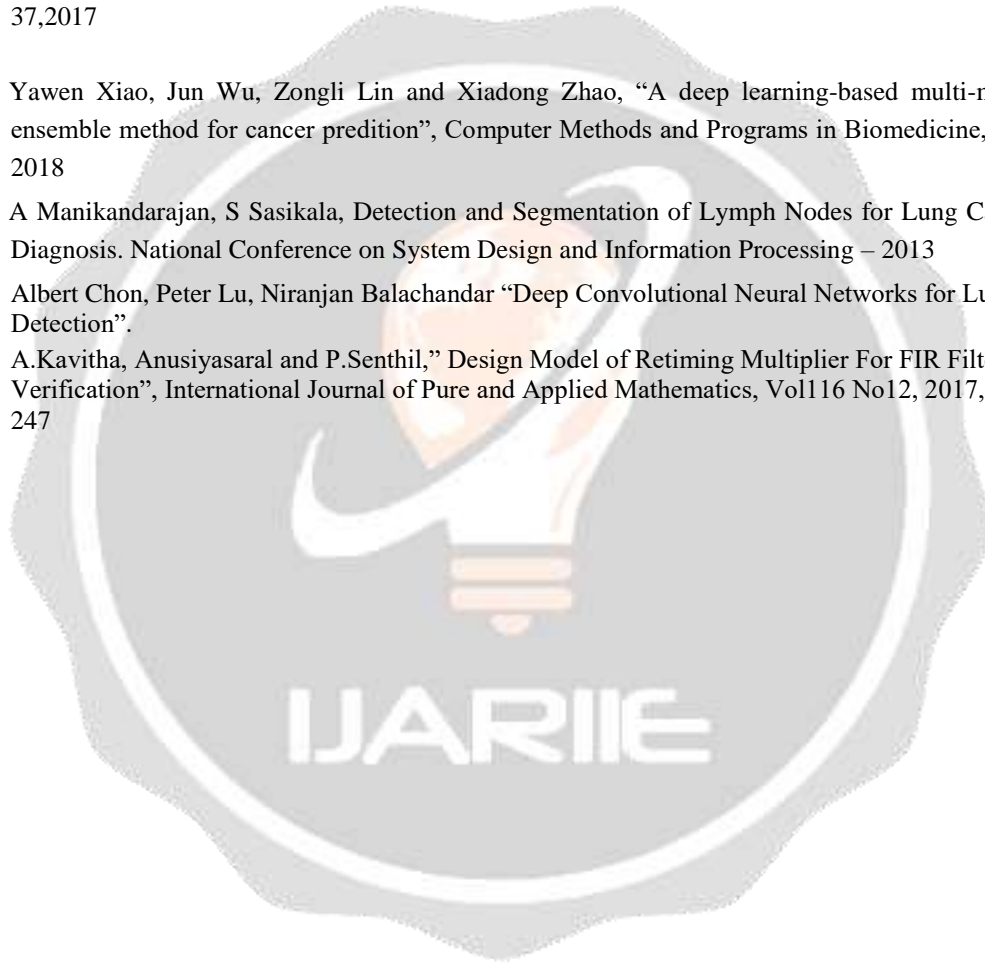 37,2017
Yawen Xiao, Jun Wu, Zongli Lin and Xiadong Zhao, “A deep learning-based
ensemble method for cancer predition”, Computer Methods and Programs in Biomedicine,
2018
A Manikandarajan, S Sasikala, Detection and Segmentation of Lymph Nodes for Lung
Diagnosis. National Conference on System Design and Information Processing – 2013
Albert Chon, Peter Lu, Niranjan Balachandar “Deep Convolutional Neural Networks for
Detection”.
A.Kavitha, Anusiyasaral and P.Senthil,” Design Model of Retiming Multiplier For FIR
Verification”, International Journal of Pure and Applied Mathematics, Vol116 No12, 2017,
247
IJARIIE